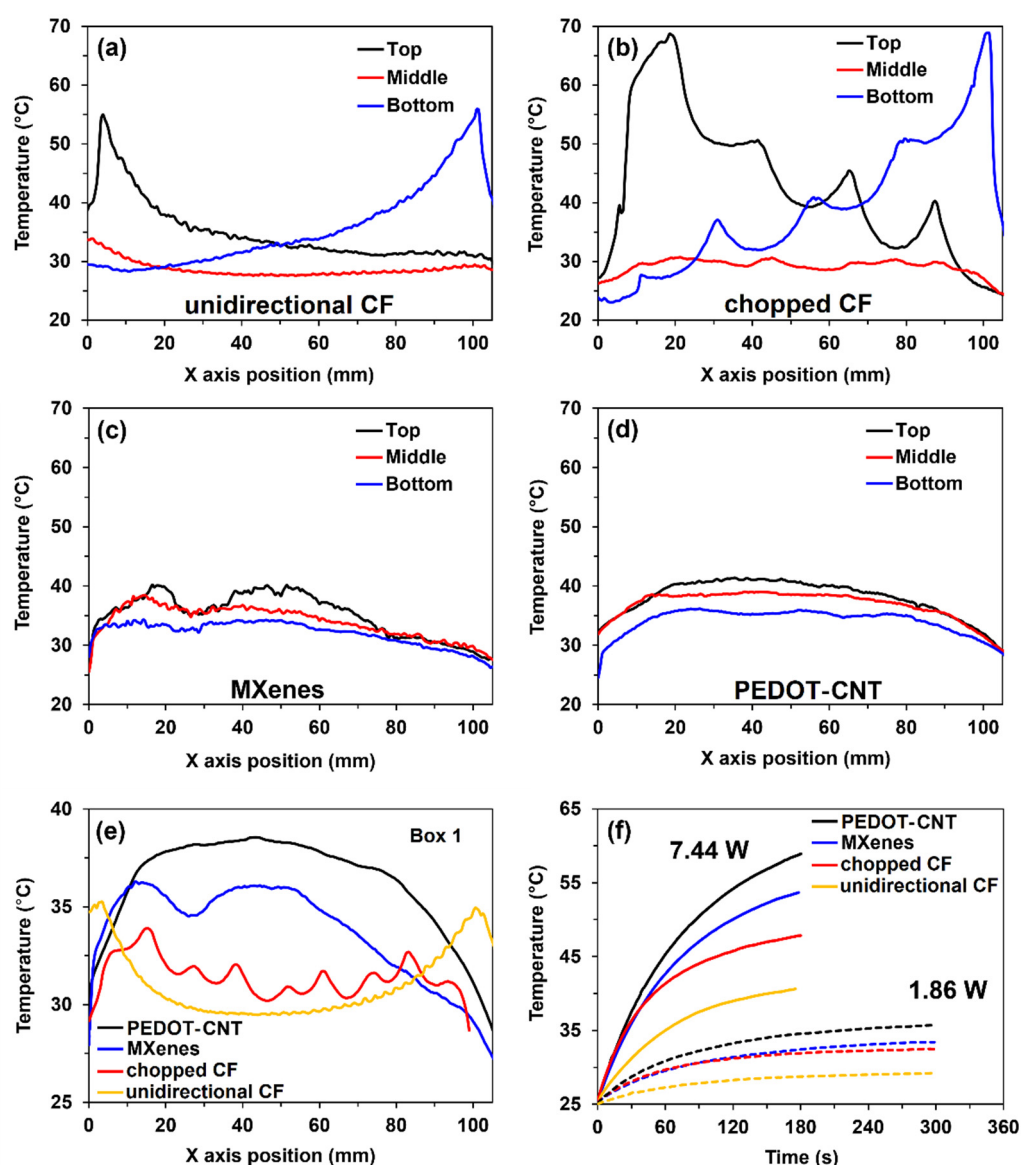 (a)
Top
Middle
Bottom
70
60
50
40
30
20
Temperature (°C)
unidirectional CF
0 20 40 60 80 100
X axis position (mm)
(b)
Top
Middle
Bottom
70
60
50
40
30
20
Temperature (°C)
chopped CF
0 20 40 60 80 100
X axis position (mm)
(c)
Top
Middle
Bottom
70
60
50
40
30
20
Temperature (°C)
MXenes
0 20 40 60 80 100
X axis position (mm)
(d)
Top
Middle
Bottom
70
60
50
40
30
20
Temperature (°C)
PEDOT-CNT
0 20 40 60 80 100
X axis position (mm)
(e)
Box 1
40
35
30
25
Temperature (°C)
PEDOT-CNT
MXenes
chopped CF
unidirectional CF
0 20 40 60 80 100
X axis position (mm)
(f)
PEDOT-CNT
MXenes
chopped CF
unidirectional CF
7.44 W
1.86 W
65
55
45
35
25
Temperature (°C)
0 60 120 180 240 300 360
Time (s)